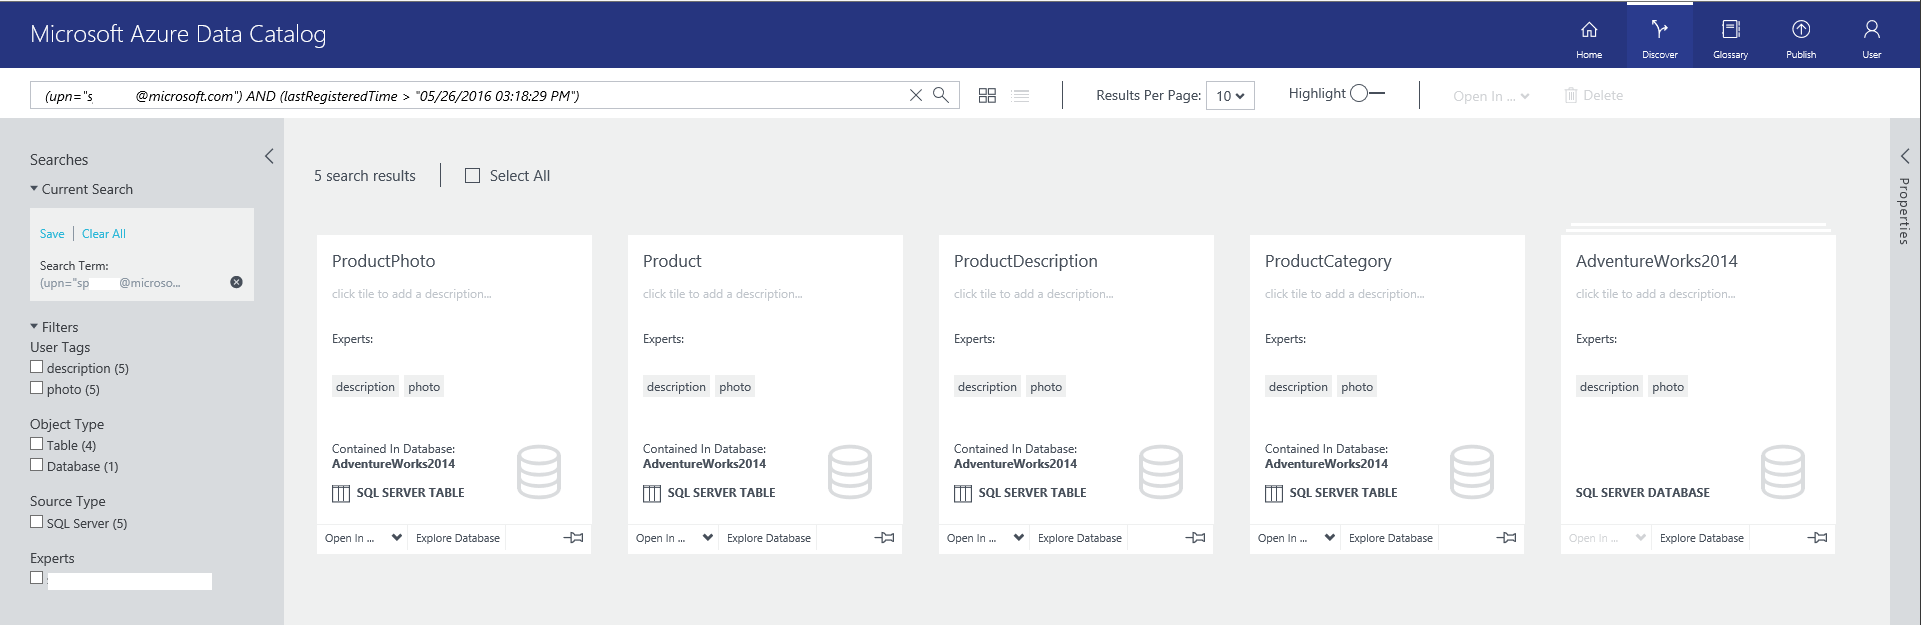 Microsoft Azure Data Catalog
Home
Discover
Glossary
Publish
User
(upn="s @microsoft.com") AND (lastRegisteredTime > "05/26/2016 03:18:29 PM")
Results Per Page: 10
Highlight
Open In ...
Delete
Searches
Current Search
Save | Clear All
Search Term:
(upn="sp @microso...
Filters
User Tags
description (5)
photo (5)
Object Type
Table (4)
Database (1)
Source Type
SQL Server (5)
Experts
5 search results
Select All
ProductPhoto
click tile to add a description...
Experts:
description photo
Contained In Database:
AdventureWorks2014
SQL SERVER TABLE
Open In ... Explore Database
Product
click tile to add a description...
Experts:
description photo
Contained In Database:
AdventureWorks2014
SQL SERVER TABLE
Open In ... Explore Database
ProductDescription
click tile to add a description...
Experts:
description photo
Contained In Database:
AdventureWorks2014
SQL SERVER TABLE
Open In ... Explore Database
ProductCategory
click tile to add a description...
Experts:
description photo
Contained In Database:
AdventureWorks2014
SQL SERVER TABLE
Open In ... Explore Database
AdventureWorks2014
click tile to add a description...
Experts:
description photo
SQL SERVER DATABASE
Open In ... Explore Database
Properties